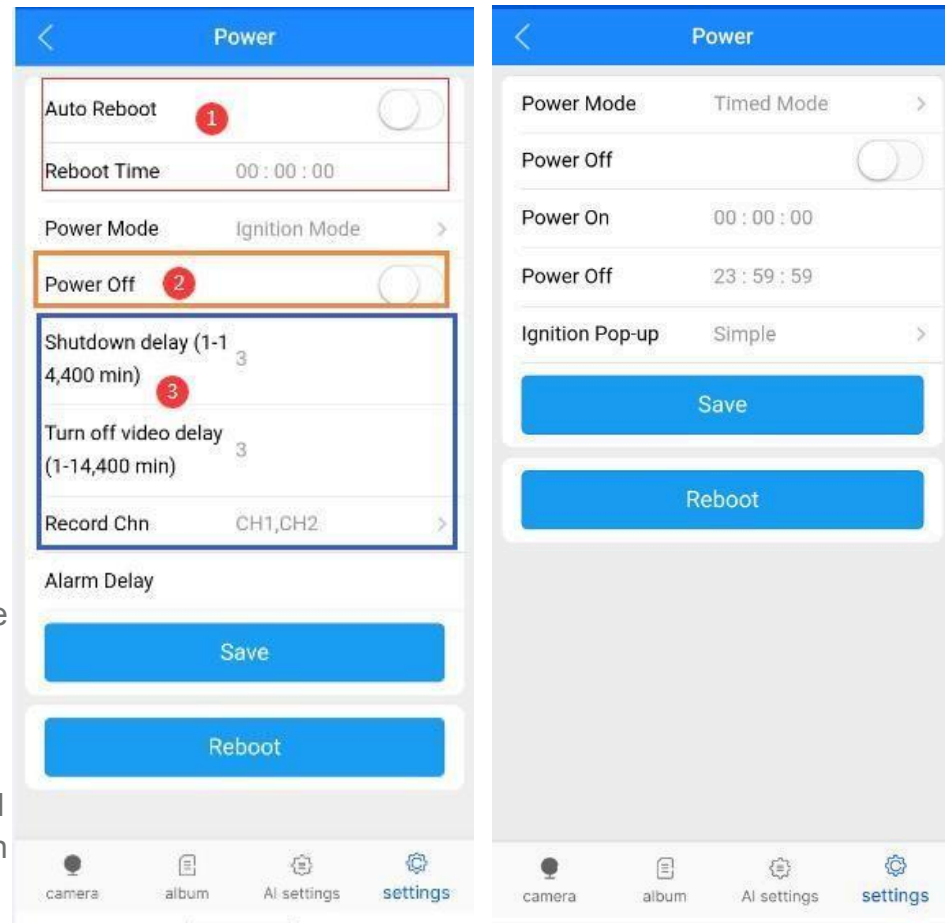 Power
Auto Reboot
1
Reboot Time 00 : 00 : 00
Power Mode Ignition Mode
Power Off 2
Shutdown delay (1-1
4,400 min) 3
3
Turn off video delay
(1-14,400 min) 3
Record Chn CH1,CH2
Alarm Delay
Save
Reboot
camera album AI settings settings
Power
Power Mode Timed Mode
Power Off
Power On 00 : 00 : 00
Power Off 23 : 59 : 59
Ignition Pop-up Simple
Save
Reboot
camera album AI settings settings